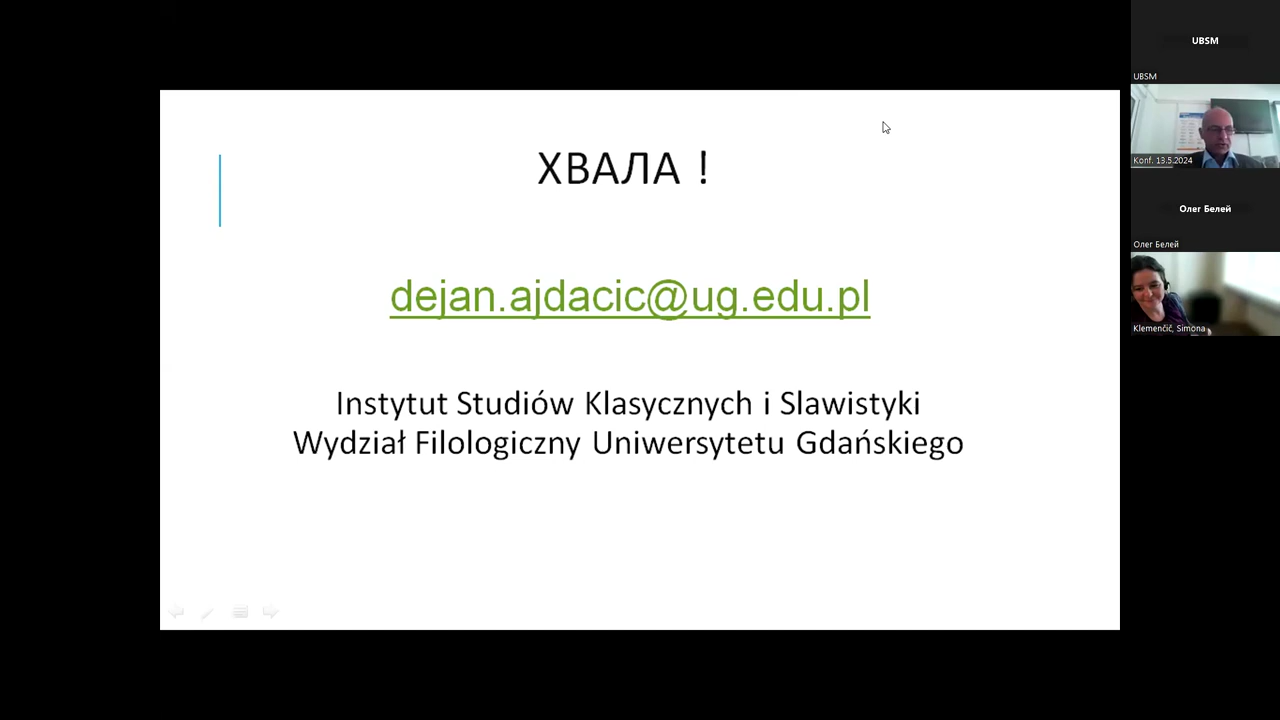 ХВАЛА !
dejan.ajdacic@ug.edu.pl
Instytut Studiów Klasycznych i Slawistyki
Wydział Filologiczny Uniwersytetu Gdańskiego
UBSM
UBSM
Konf. 13.5.2024
Олег Белей
Олег Белей
Klemenčič, Simona